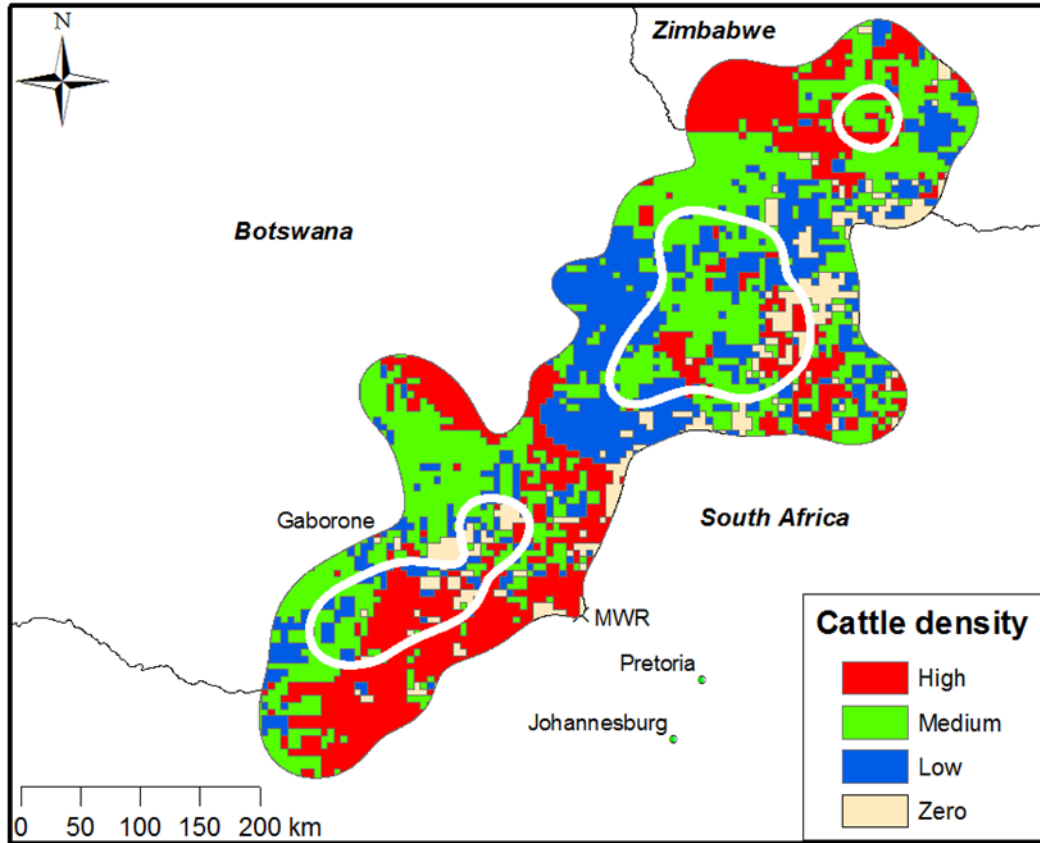 N
Zimbabwe
Botswana
Gaborone
South Africa
MWR
Pretoria
Johannesburg
0 50 100 150 200 km
Cattle density
High
Medium
Low
Zero